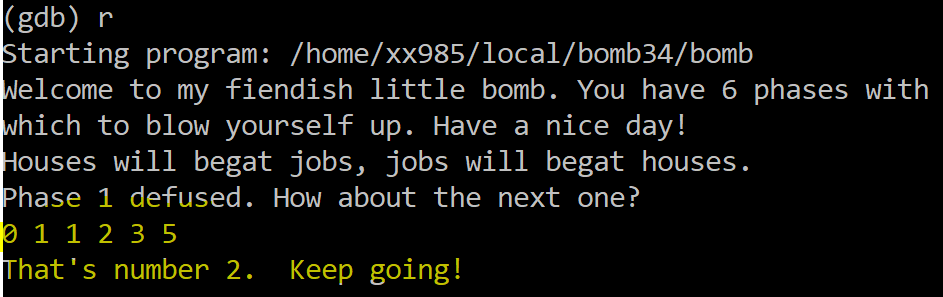 (gdb) r
Starting program: /home/xx985/local/bomb34/bomb
Welcome to my fiendish little bomb. You have 6 phases with
which to blow yourself up. Have a nice day!
Houses will begat jobs, jobs will begat houses.
Phase 1 defused. How about the next one?
0 1 1 2 3 5
That's number 2.  Keep going!